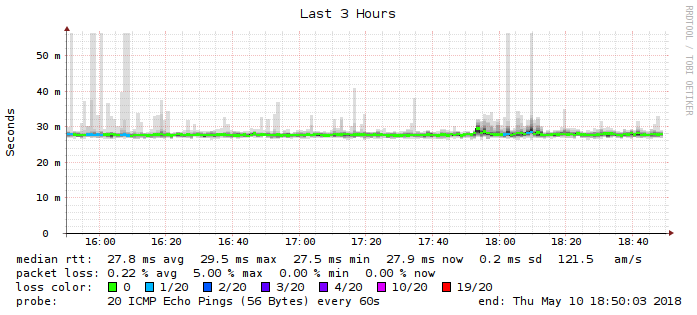 Last 3 Hours
RRDTOOL / TOBI OETIKER
Seconds
50 m
40 m
30 m
20 m
10 m
0
16:00 16:20 16:40 17:00 17:20 17:40 18:00 18:20 18:40
median rtt: 27.8 ms avg 29.5 ms max 27.5 ms min 27.9 ms now 0.2 ms sd 121.5 am/s
packet loss: 0.22 % avg 5.00 % max 0.00 % min 0.00 % now
loss color: 0 1/20 2/20 3/20 4/20 10/20 19/20
probe: 20 ICMP Echo Pings (56 Bytes) every 60s end: Thu May 10 18:50:03 2018